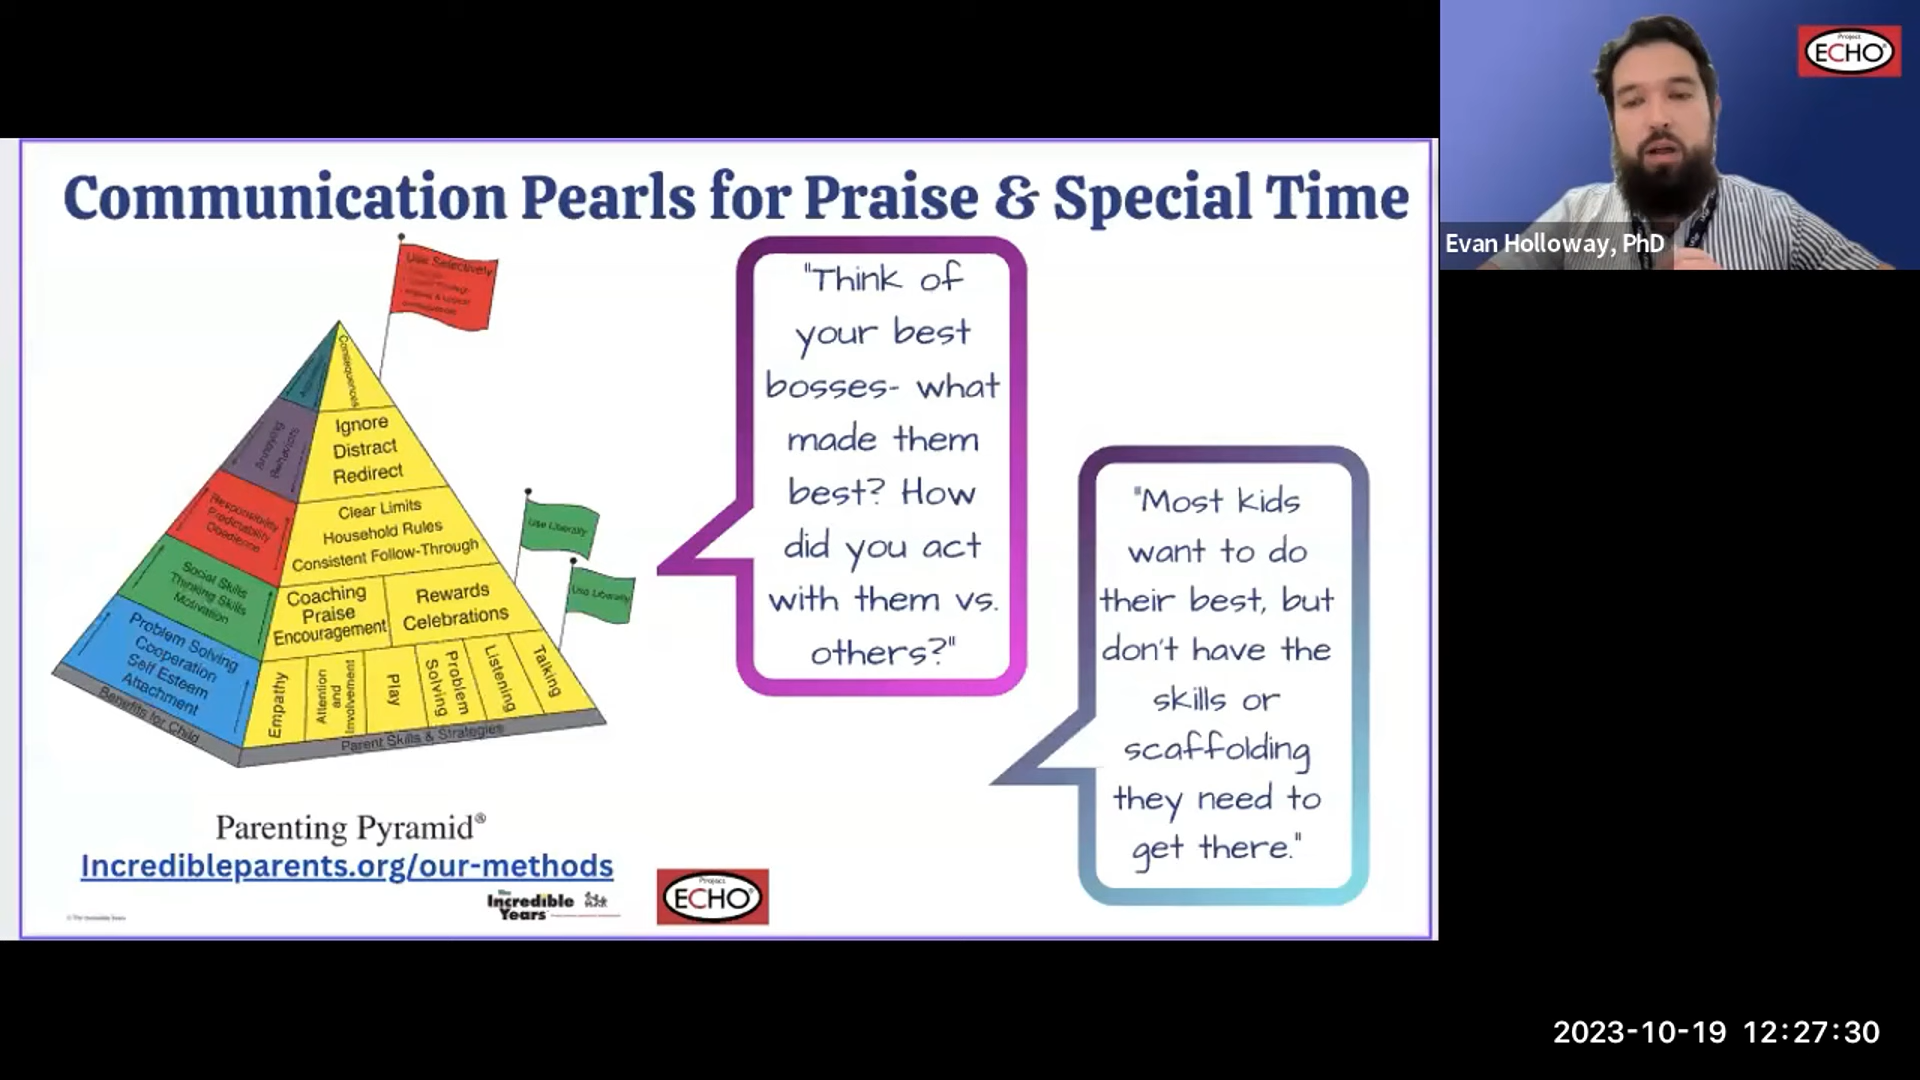 Communication Pearls for Praise & Special Time
Use Selectively
Consequences
Ignore
Distract
Redirect
Annoying
Behaviors
Clear Limits
Household Rules
Consistent Follow-Through
Responsibility
Predictability
Obedience
Use Liberally
Use Liberally
Coaching
Praise
Encouragement
Rewards
Celebrations
Social Skills
Thinking Skills
Motivation
Problem Solving
Cooperation
Self Esteem
Attachment
Empathy
Attention
and
Involvement
Play
Problem
Solving
Listening
Talking
Benefits for Child
Parent Skills & Strategies
Parenting Pyramid®
Incredibleparents.org/our-methods
The
Incredible
Years
Project
ECHO®
"Think of
your best
bosses- what
made them
best? How
did you act
with them vs.
others?"
"Most kids
want to do
their best, but
don't have the
skills or
scaffolding
they need to
get there."
Project
ECHO®
Evan Holloway, PhD
2023-10-19 12:27:30